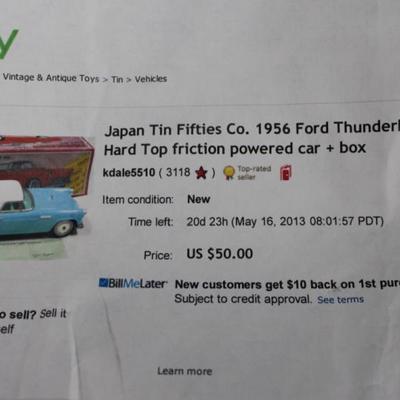 y
Vintage & Antique Toys > Tin > Vehicles
Japan Tin Fifties Co. 1956 Ford
Hard Top friction powered car + box
kdale5510 ( 3118 ) Top-rated seller
Item condition: New
Time left: 20d 23h (May 16, 2013 08:01:57 PDT)
Price: US $50.00
BillMeLater New customers get $10 back on 1st
Subject to credit approval. See terms
o sell? Sell it
elf
Learn more